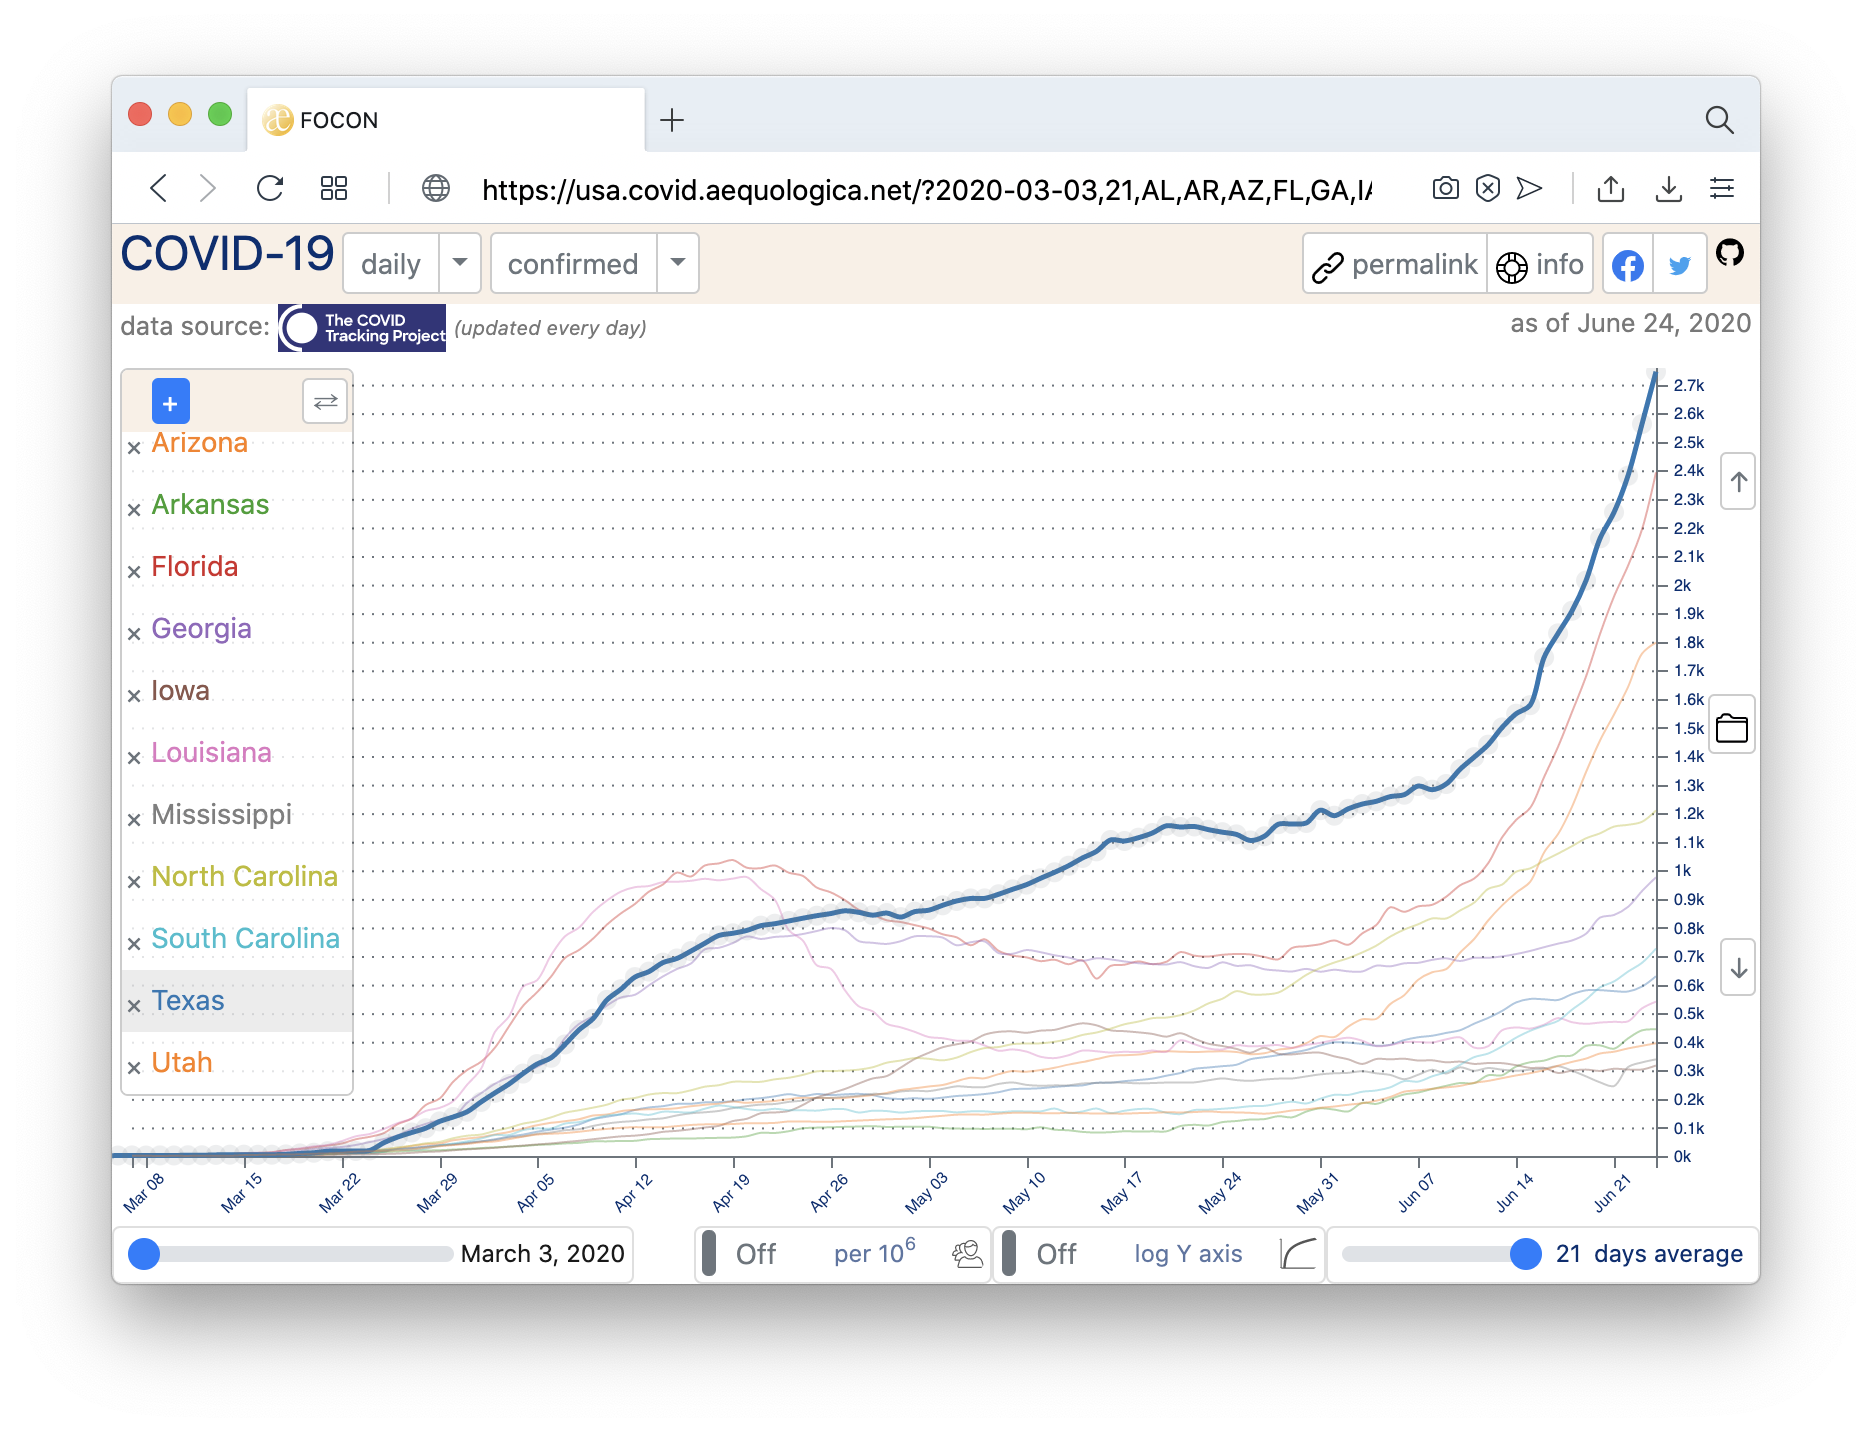 FOCON
https://usa.covid.aequologica.net/?2020-03-03,21,AL,AR,AZ,FL,GA,IA
COVID-19 daily confirmed permalink info
data source: The COVID Tracking Project (updated every day) as of June 24, 2020
+
Arizona
Arkansas
Florida
Georgia
Iowa
Louisiana
Mississippi
North Carolina
South Carolina
Texas
Utah
2.7k
2.6k
2.5k
2.4k
2.3k
2.2k
2.1k
2k
1.9k
1.8k
1.7k
1.6k
1.5k
1.4k
1.3k
1.2k
1.1k
1k
0.9k
0.8k
0.7k
0.6k
0.5k
0.4k
0.3k
0.2k
0.1k
0k
Mar 08 Mar 15 Mar 22 Mar 29 Apr 05 Apr 12 Apr 19 Apr 26 May 03 May 10 May 17 May 24 May 31 Jun 07 Jun 14 Jun 21
March 3, 2020 Off per 10⁶ Off log Y axis 21 days average